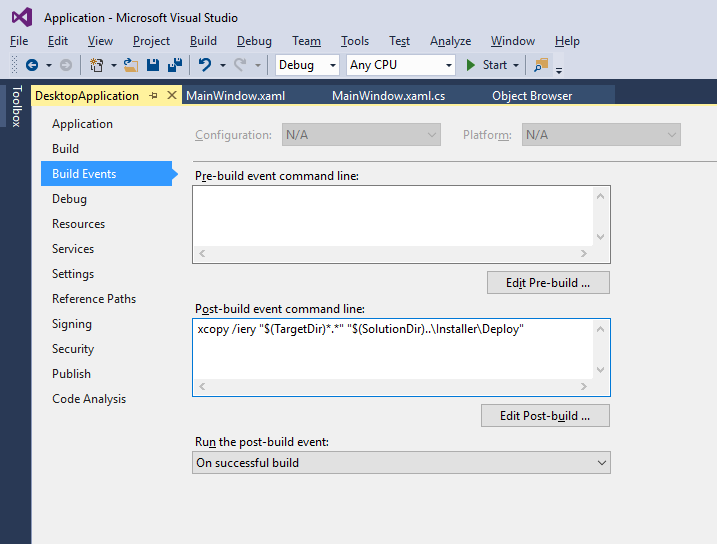 Application - Microsoft Visual Studio
File Edit View Project Build Debug Team Tools Test Analyze Window Help
Debug Any CPU Start
Toolbox
DesktopApplication MainWindow.xaml MainWindow.xaml.cs Object Browser
Application
Build
Build Events
Debug
Resources
Services
Settings
Reference Paths
Signing
Security
Publish
Code Analysis
Configuration: N/A Platform: N/A
Pre-build event command line:
Edit Pre-build ...
Post-build event command line:
xcopy /iery "$(TargetDir)*.*" "$(SolutionDir)..\Installer\Deploy"
Edit Post-build ...
Run the post-build event:
On successful build